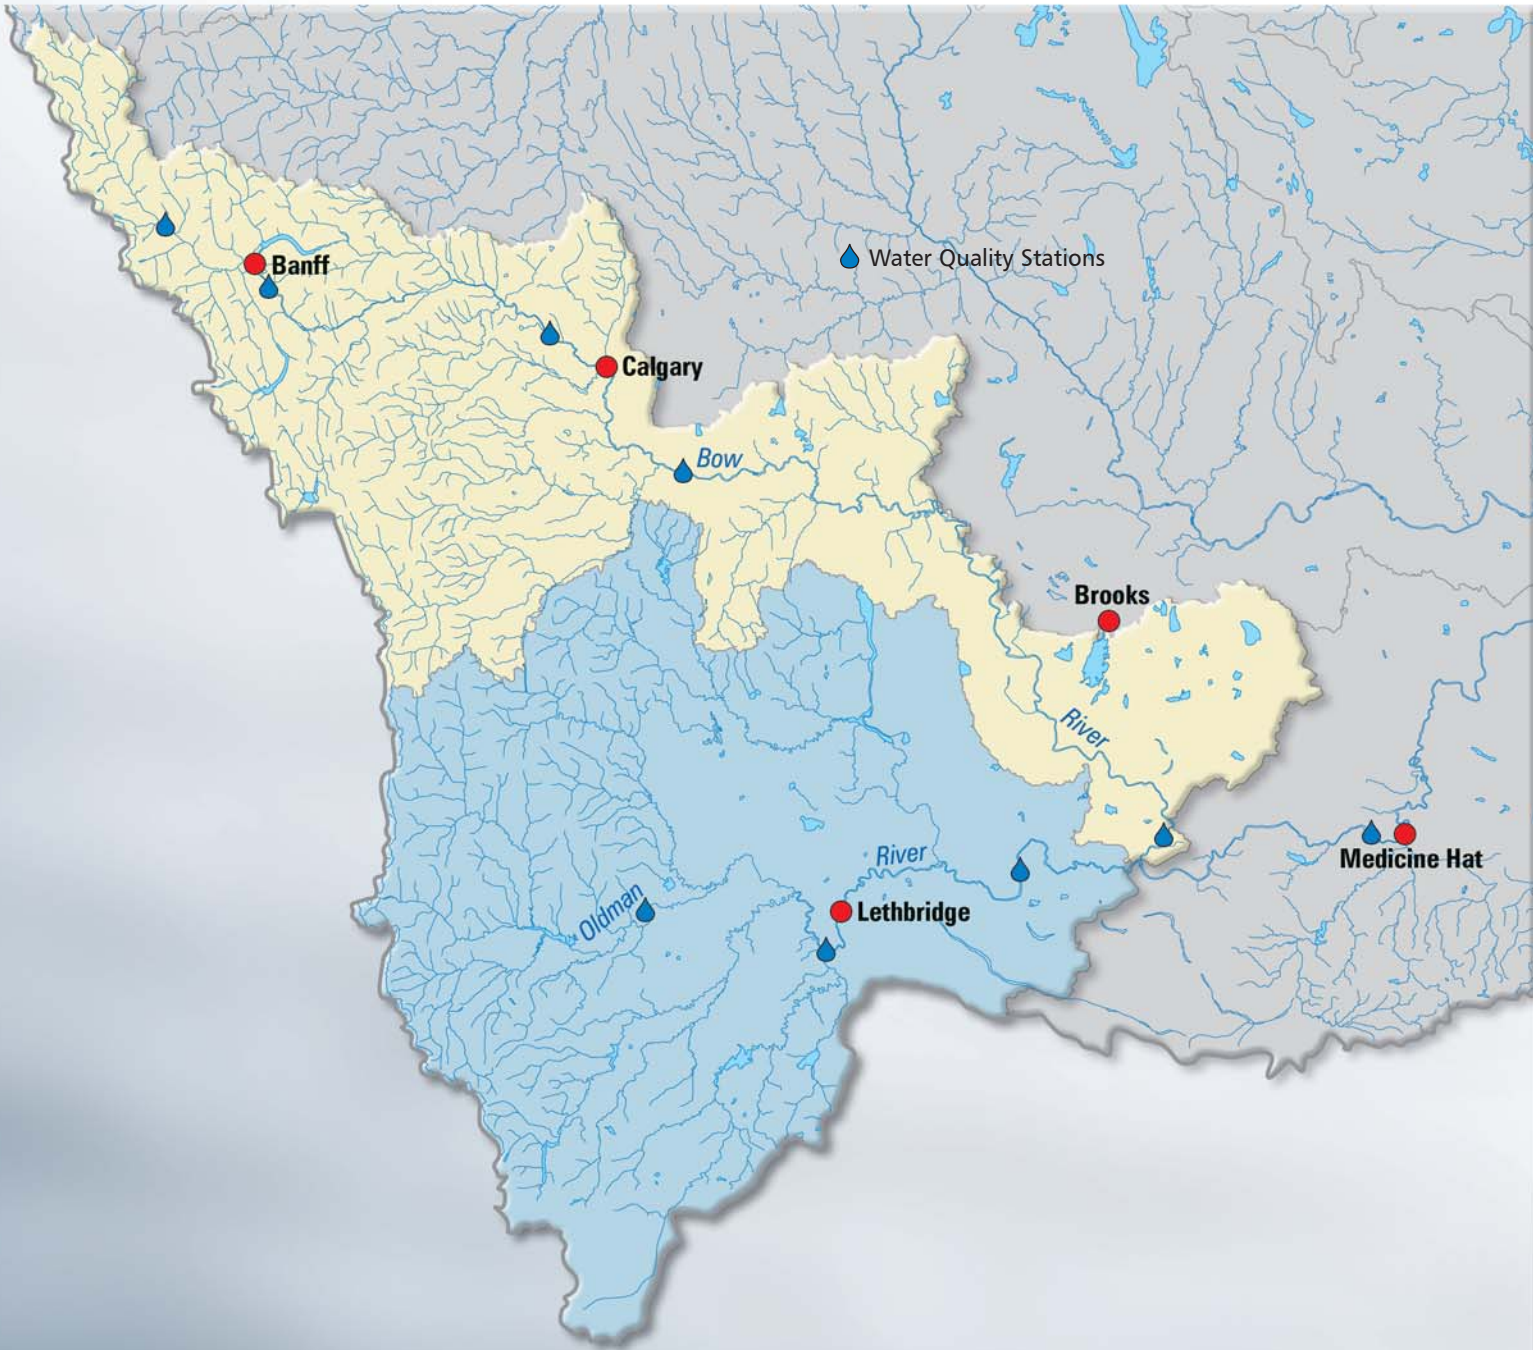 Water Quality Stations
Banff
Calgary
Bow
Brooks
River
Medicine Hat
River
Oldman
Lethbridge